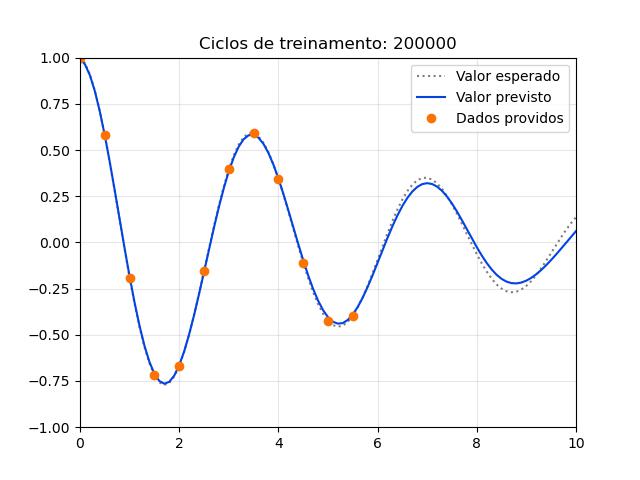 Ciclos de treinamento: 200000
Valor esperado
Valor previsto
Dados providos
1.00
0.75
0.50
0.25
0.00
−0.25
−0.50
−0.75
−1.00
0 2 4 6 8 10